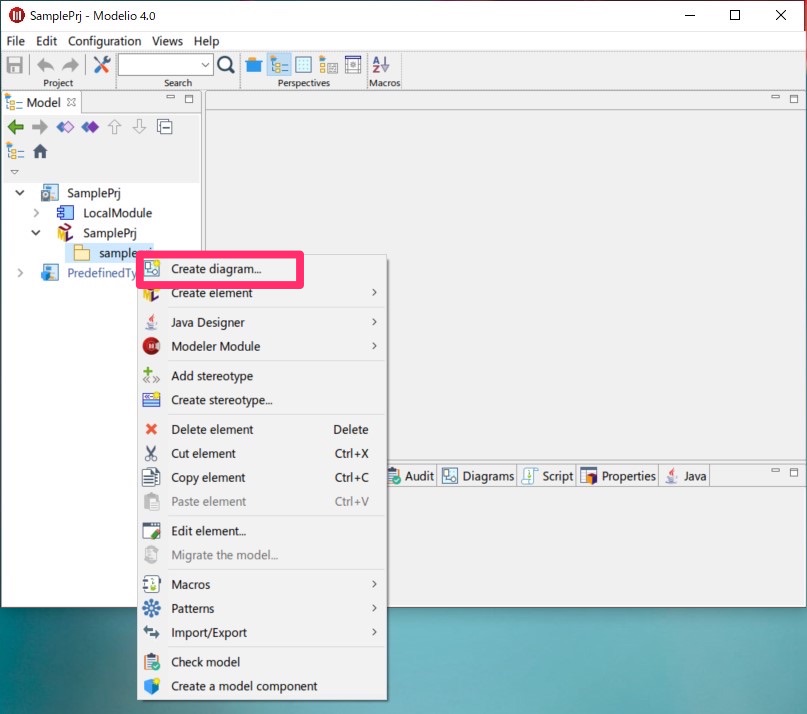 SamplePrj - Modelio 4.0
File Edit Configuration Views Help
Project Search Perspectives Macros
Model
SamplePrj
LocalModule
SamplePrj
PredefinedTy
Create diagram...
Create element
Java Designer
Modeler Module
Add stereotype
Create stereotype...
Delete element Delete
Cut element Ctrl+X
Copy element Ctrl+C
Paste element Ctrl+V
Edit element...
Migrate the model...
Macros
Patterns
Import/Export
Check model
Create a model component
Audit Diagrams Script Properties Java